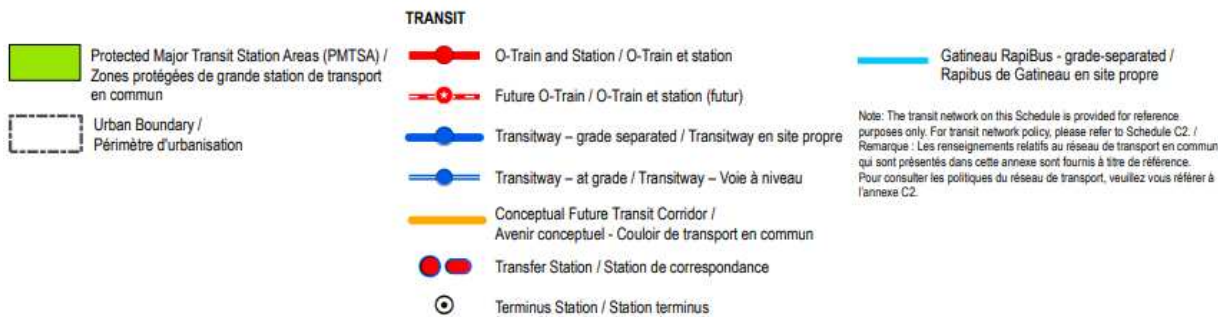 TRANSIT
Protected Major Transit Station Areas (PMTSA) /
Zones protégées de grande station de transport
en commun
Urban Boundary /
Périmètre d'urbanisation
O-Train and Station / O-Train et station
Future O-Train / O-Train et station (futur)
Transitway – grade separated / Transitway en site propre
Transitway – at grade / Transitway – Voie à niveau
Conceptual Future Transit Corridor /
Avenir conceptuel - Couloir de transport en commun
Transfer Station / Station de correspondance
Terminus Station / Station terminus
Gatineau RapiBus - grade-separated /
Rapibus de Gatineau en site propre
Note: The transit network on this Schedule is provided for reference
purposes only. For transit network policy, please refer to Schedule C2. /
Remarque : Les renseignements relatifs au réseau de transport en commun
qui sont présentés dans cette annexe sont fournis à titre de référence.
Pour consulter les politiques du réseau de transport, veuillez vous référer à
l'annexe C2.